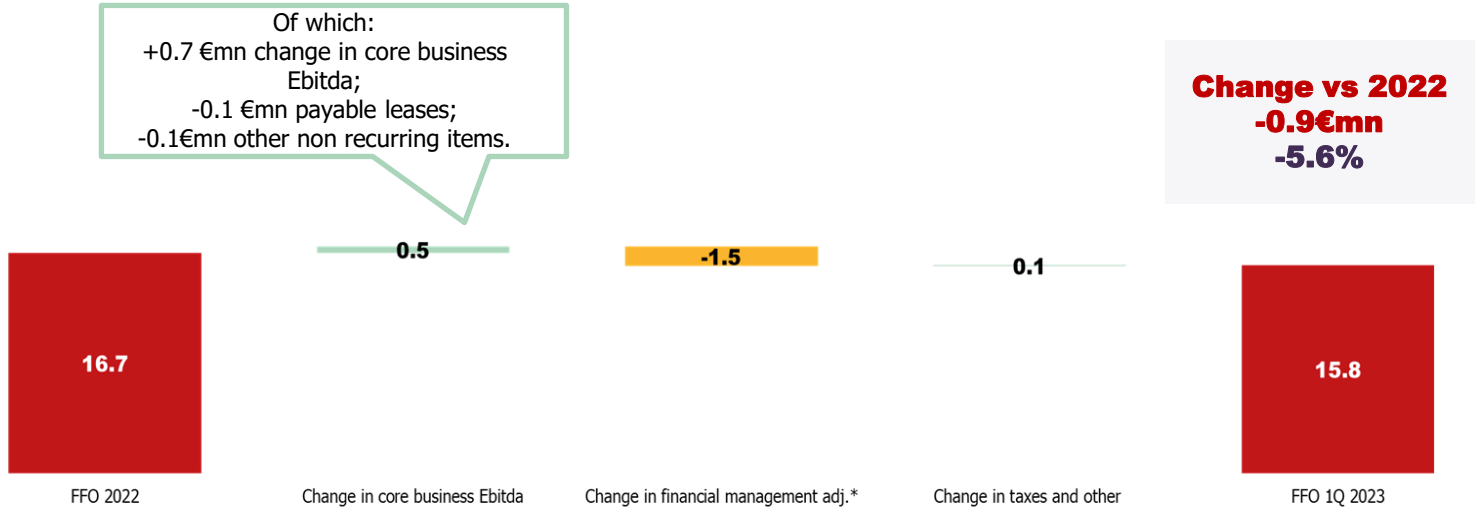 Of which:
+0.7 €mn change in core business
Ebitda;
-0.1 €mn payable leases;
-0.1€mn other non recurring items.
Change vs 2022
-0.9€mn
-5.6%
0.5
-1.5
0.1
16.7
15.8
FFO 2022
Change in core business Ebitda
Change in financial management adj.*
Change in taxes and other
FFO 1Q 2023